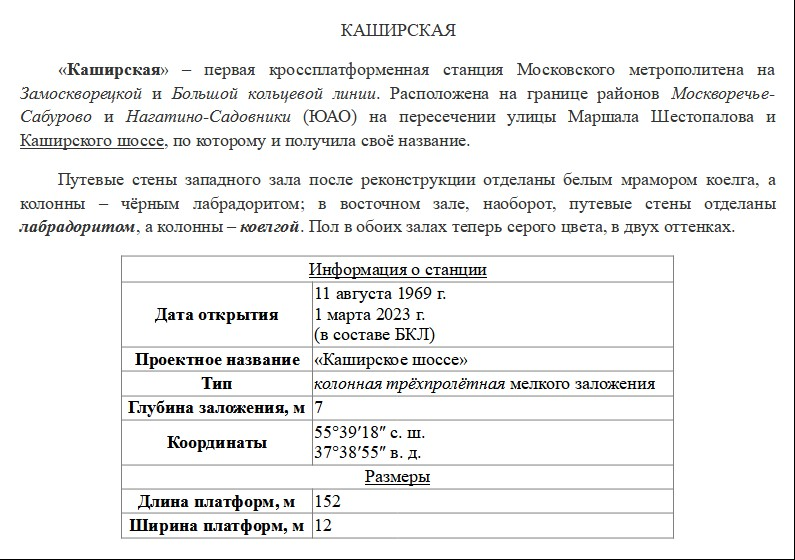 КАШИРСКАЯ
«Каширская» – первая кроссплатформенная станция Московского метрополитена на
Замоскворецкой и Большой кольцевой линии. Расположена на границе районов Москворечье-
Сабурово и Нагатино-Садовники (ЮАО) на пересечении улицы Маршала Шестопалова и
Каширского шоссе, по которому и получила своё название.
Путевые стены западного зала после реконструкции отделаны белым мрамором коелга, а
колонны – чёрным лабрадоритом; в восточном зале, наоборот, путевые стены отделаны
лабрадоритом, а колонны – коелгой. Пол в обоих залах теперь серого цвета, в двух оттенках.
Информация о станции
Дата открытия
11 августа 1969 г.
1 марта 2023 г.
(в составе БКЛ)
Проектное название «Каширское шоссе»
Тип колонная трёхпролётная мелкого заложения
Глубина заложения, м 7
Координаты
55°39′18″ с. ш.
37°38′55″ в. д.
Размеры
Длина платформ, м 152
Ширина платформ, м 12